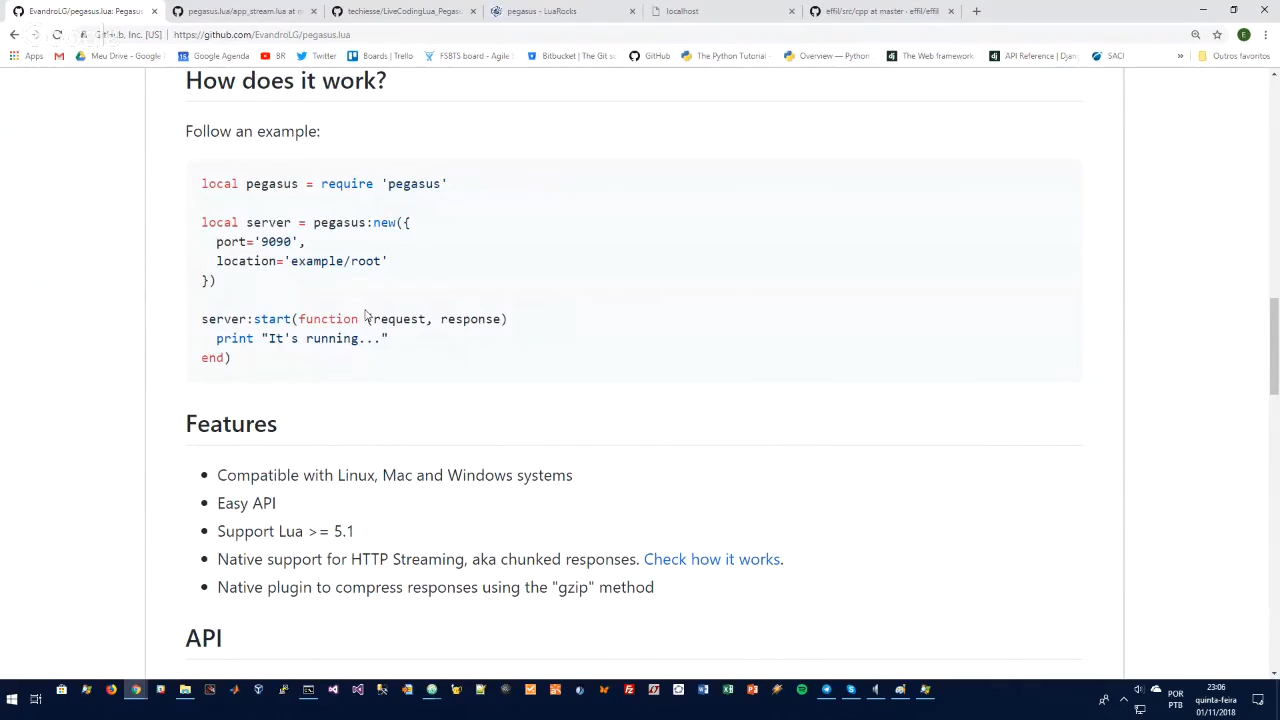 EvandroLG/pegasus.lua: Pegasus
pegasus.lua/app_stream.lua at m
techiesse/LiveCodingLua_Pegasus
pegasus - LuaRocks
localhost
effil/src/cpp at master · effil/effil
b, Inc. [US] | https://github.com/EvandroLG/pegasus.lua
Apps
Meu Drive - Google
Agenda Google
BR
Twitter
Boards | Trello
FSBTS board - Agile
Bitbucket | The Git so
GitHub
The Python Tutorial
Overview — Python
The Web framework
API Reference | Djan
SACI
»
Outros favoritos
How does it work?
Follow an example:
local pegasus = require 'pegasus'
local server = pegasus:new({
port='9090',
location='example/root'
})
server:start(function (request, response)
print "It's running..."
end)
Features
Compatible with Linux, Mac and Windows systems
Easy API
Support Lua >= 5.1
Native support for HTTP Streaming, aka chunked responses. Check how it works.
Native plugin to compress responses using the "gzip" method
API
POR
PTB
23:06
quinta-feira
01/11/2018